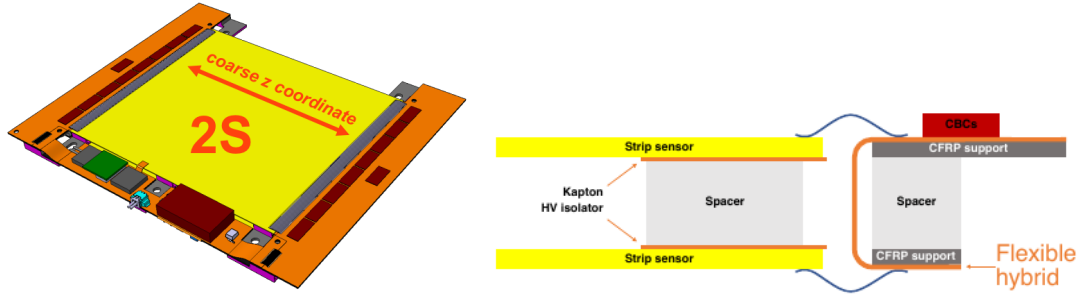 coarse z coordinate
2S
CBCs
Strip sensor
CFRP support
Kapton
HV isolator
Spacer
Spacer
CFRP support
Strip sensor
Flexible
hybrid